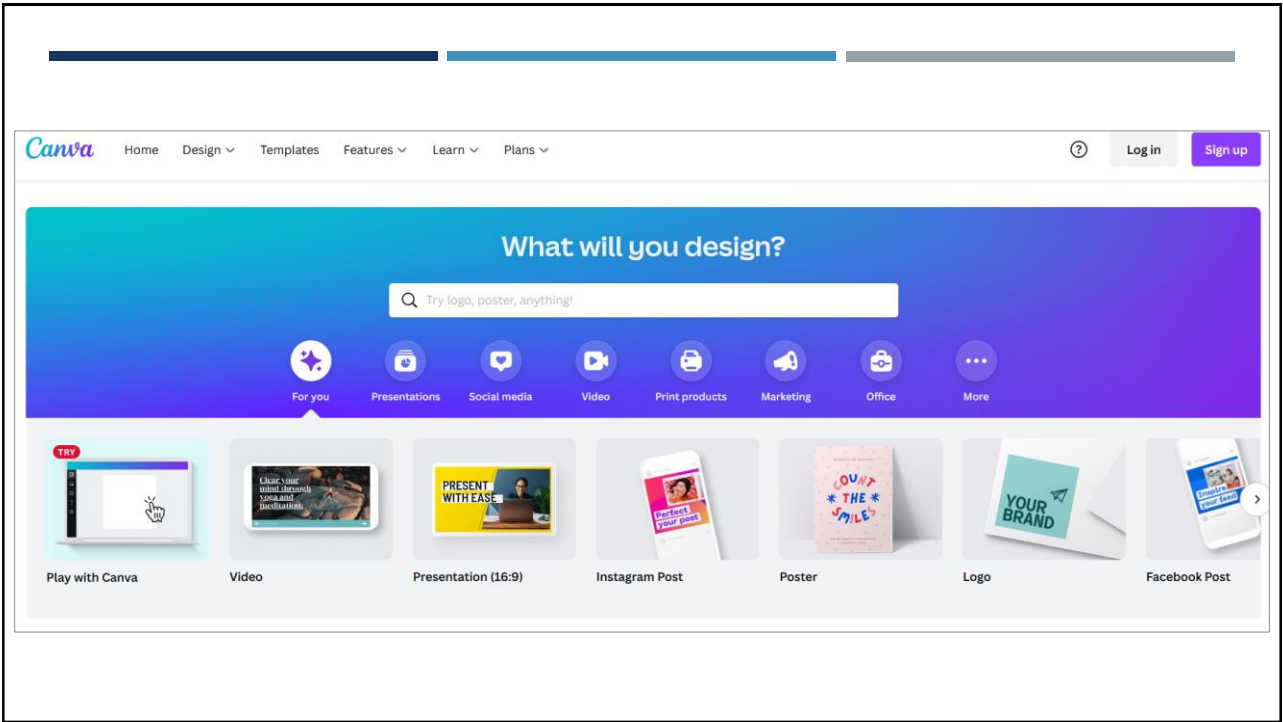 Canva Home Design Templates Features Learn Plans ? Log in Sign up
What will you design?
Try logo, poster, anything!
For you Presentations Social media Video Print products Marketing Office More
TRY
Clear your
mind through
yoga and
meditation.
PRESENT
WITH EASE
Perfect
your post
COUNT
* THE *
SMILES
YOUR
BRAND
Inspire
your feed
Play with Canva Video Presentation (16:9) Instagram Post Poster Logo Facebook Post